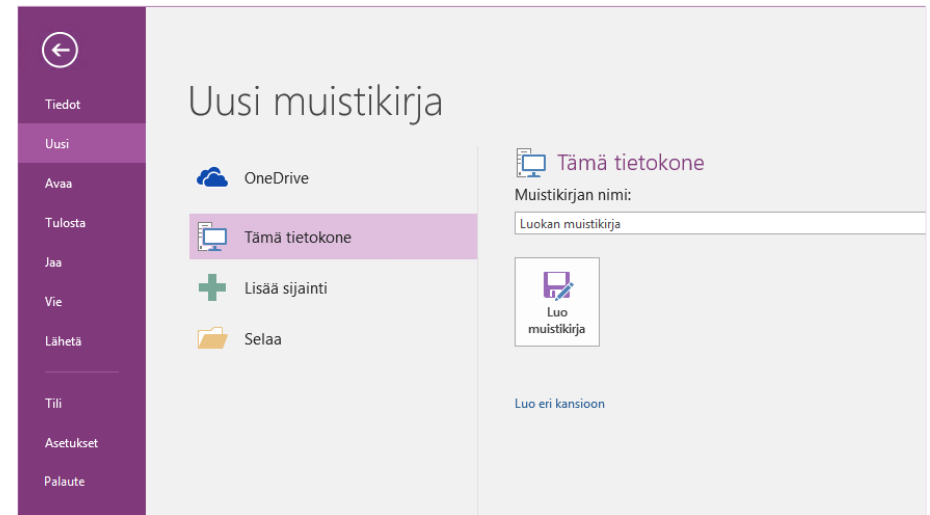 Tiedot
Uusi
Avaa
Tulosta
Jaa
Vie
Lähetä
Tili
Asetukset
Palaute
Uusi muistikirja
OneDrive
Tämä tietokone
Lisää sijainti
Selaa
Tämä tietokone
Muistikirjan nimi:
Luokan muistikirja
Luo
muistikirja
Luo eri kansioon